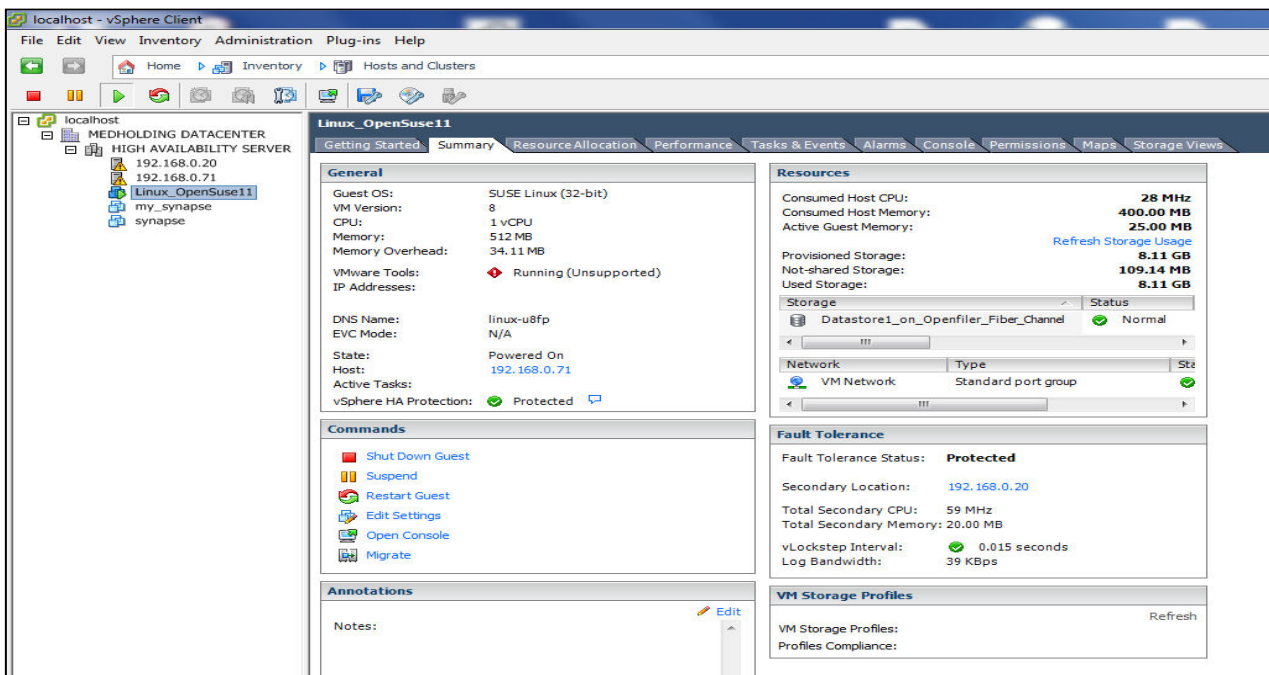 localhost - vSphere Client
File Edit View Inventory Administration Plug-ins Help
Home Inventory Hosts and Clusters
localhost
MEDHOLDING DATACENTER
HIGH AVAILABILITY SERVER
192.168.0.20
192.168.0.71
Linux_OpenSuse11
my_synapse
synapse
Linux_OpenSuse11
Getting Started Summary Resource Allocation Performance Tasks & Events Alarms Console Permissions Maps Storage Views
General
Guest OS: SUSE Linux (32-bit)
VM Version: 8
CPU: 1 vCPU
Memory: 512 MB
Memory Overhead: 34.11 MB
VMware Tools: Running (Unsupported)
IP Addresses:
DNS Name: linux-u8fp
EVC Mode: N/A
State: Powered On
Host: 192.168.0.71
Active Tasks:
vSphere HA Protection: Protected
Commands
Shut Down Guest
Suspend
Restart Guest
Edit Settings
Open Console
Migrate
Annotations
Edit
Notes:
Resources
Consumed Host CPU: 28 MHz
Consumed Host Memory: 400.00 MB
Active Guest Memory: 25.00 MB
Refresh Storage Usage
Provisioned Storage: 8.11 GB
Not-shared Storage: 109.14 MB
Used Storage: 8.11 GB
Storage Status
Datastore1_on_Openfiler_Fiber_Channel Normal
Network Type Sta
VM Network Standard port group
Fault Tolerance
Fault Tolerance Status: Protected
Secondary Location: 192.168.0.20
Total Secondary CPU: 59 MHz
Total Secondary Memory: 20.00 MB
vLockstep Interval: 0.015 seconds
Log Bandwidth: 39 KBps
VM Storage Profiles
Refresh
VM Storage Profiles:
Profiles Compliance: